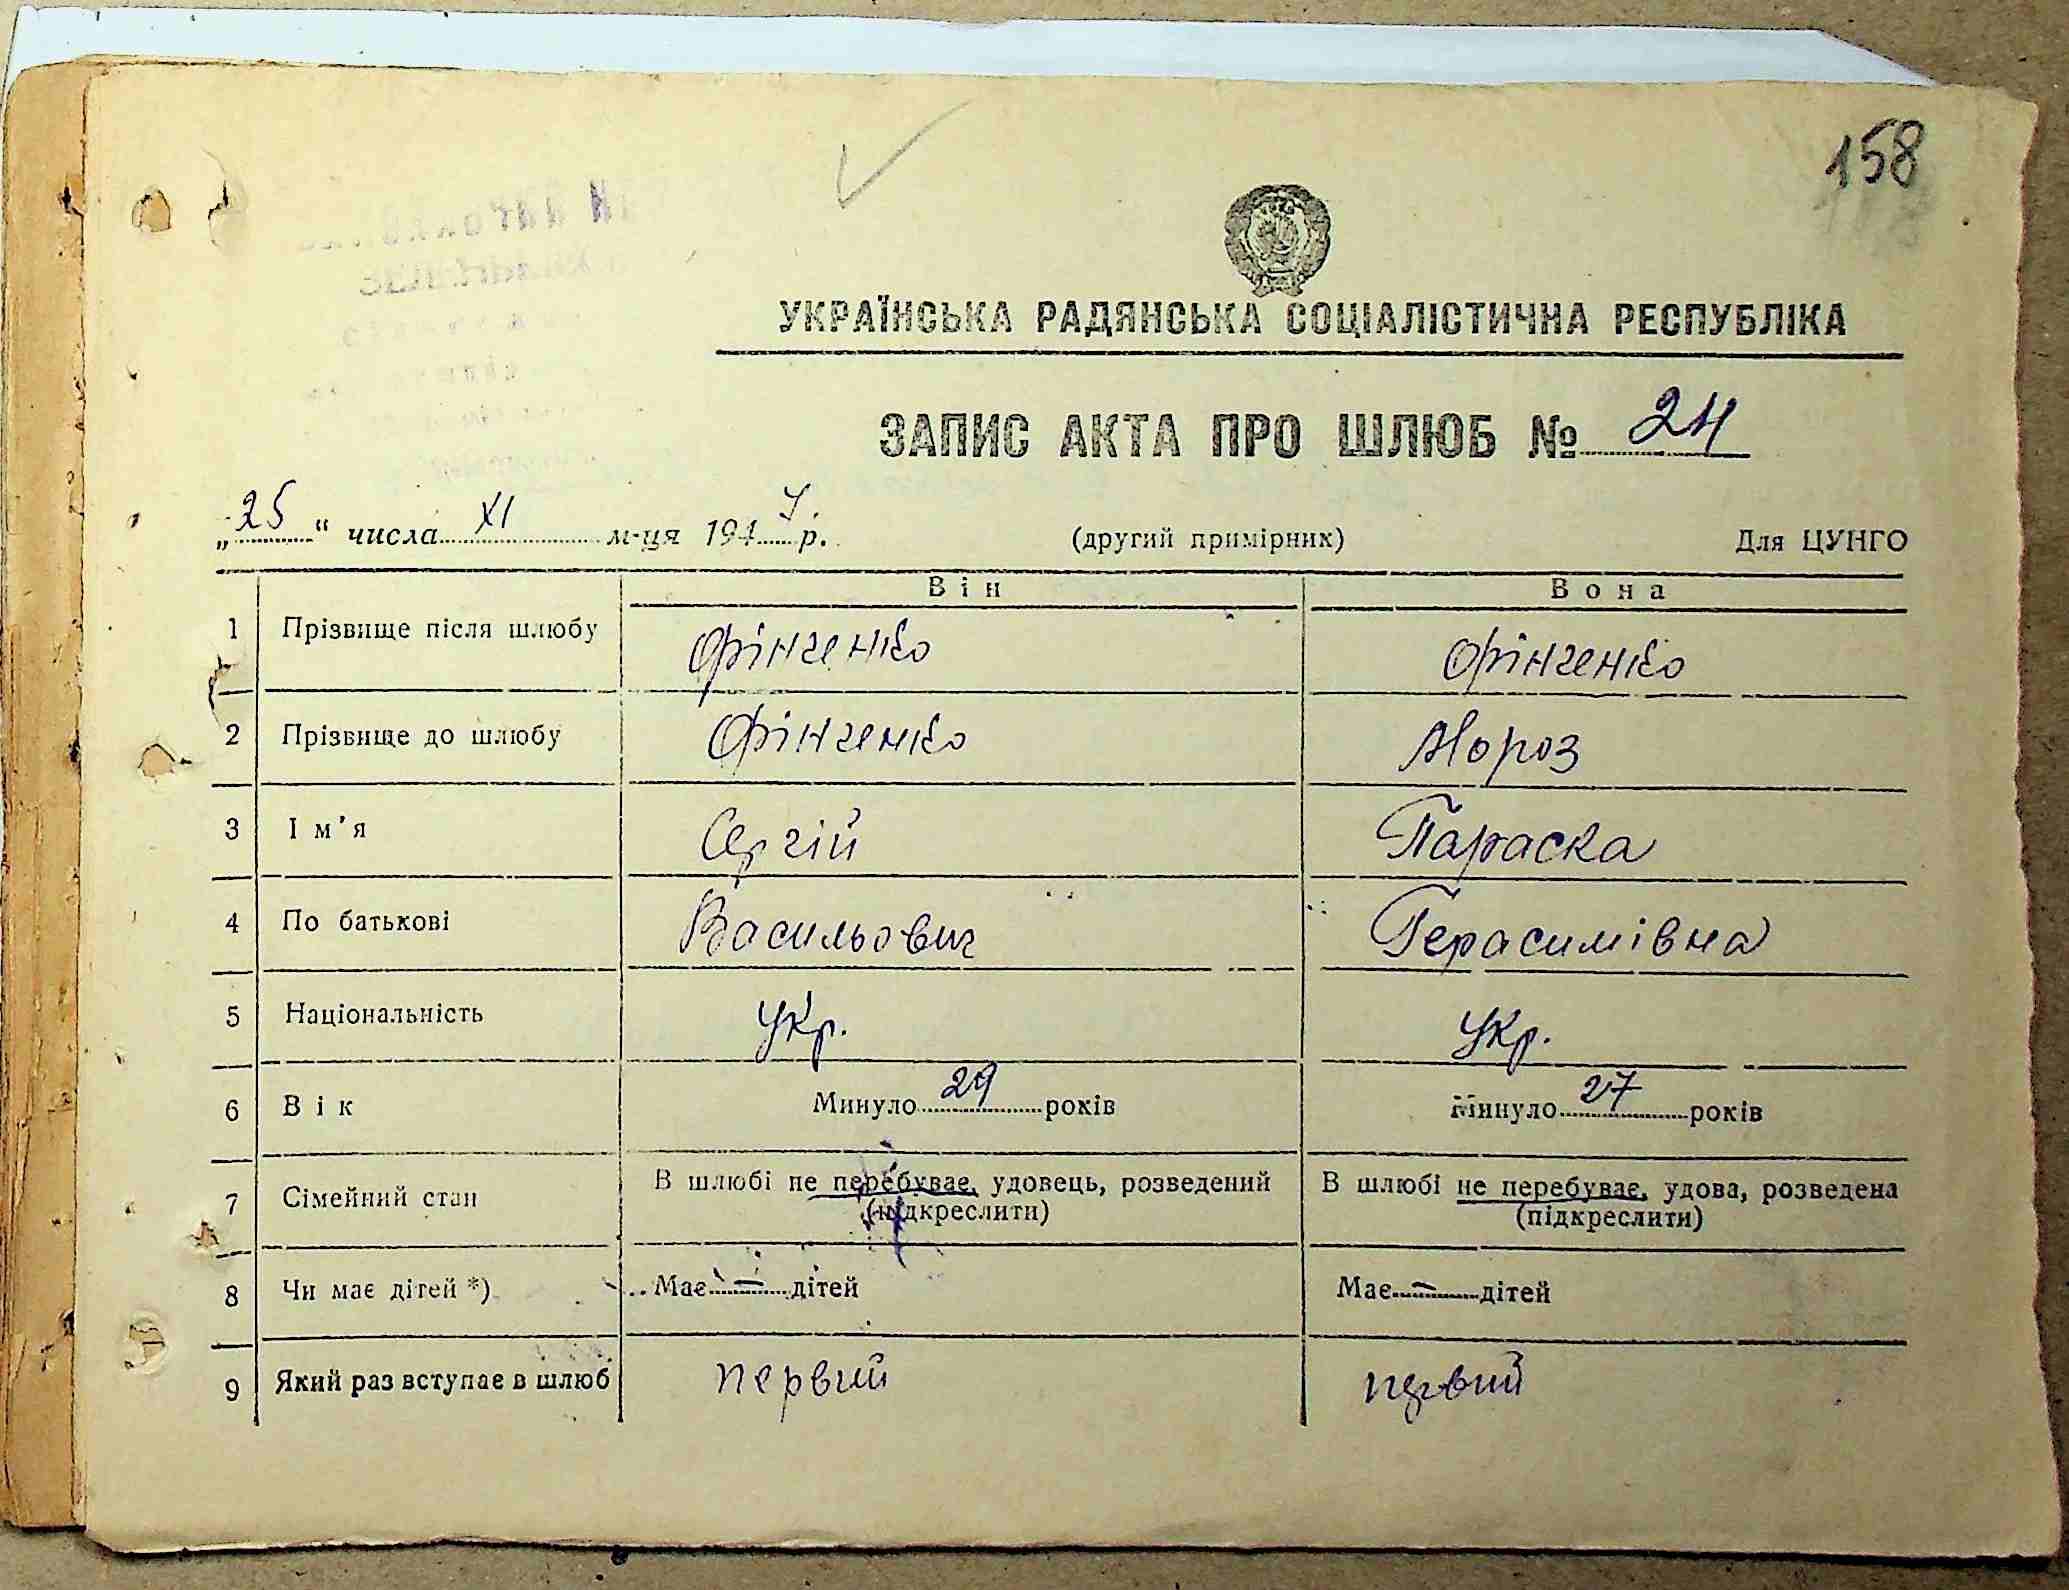 158
УКРАЇНСЬКА РАДЯНСЬКА СОЦІАЛІСТИЧНА РЕСПУБЛІКА
ЗАПИС АКТА ПРО ШЛЮБ № 24
„25“ числа XI м-ця 1947 р. (другий примірник) Для ЦУНГО
Він Вона
1 Прізвище після шлюбу Фрінченко Фрінченко
2 Прізвище до шлюбу Фрінченко Мороз
3 Ім'я Сергій Параска
4 По батькові Васильович Герасимівна
5 Національність Укр. Укр.
6 Вік Минуло 29 років Минуло 27 років
7 Сімейний стан В шлюбі не перебуває, удовець, розведений (підкреслити) В шлюбі не перебуває, удова, розведена (підкреслити)
8 Чи має дітей *) Має — дітей Має — дітей
9 Який раз вступає в шлюб первий первий